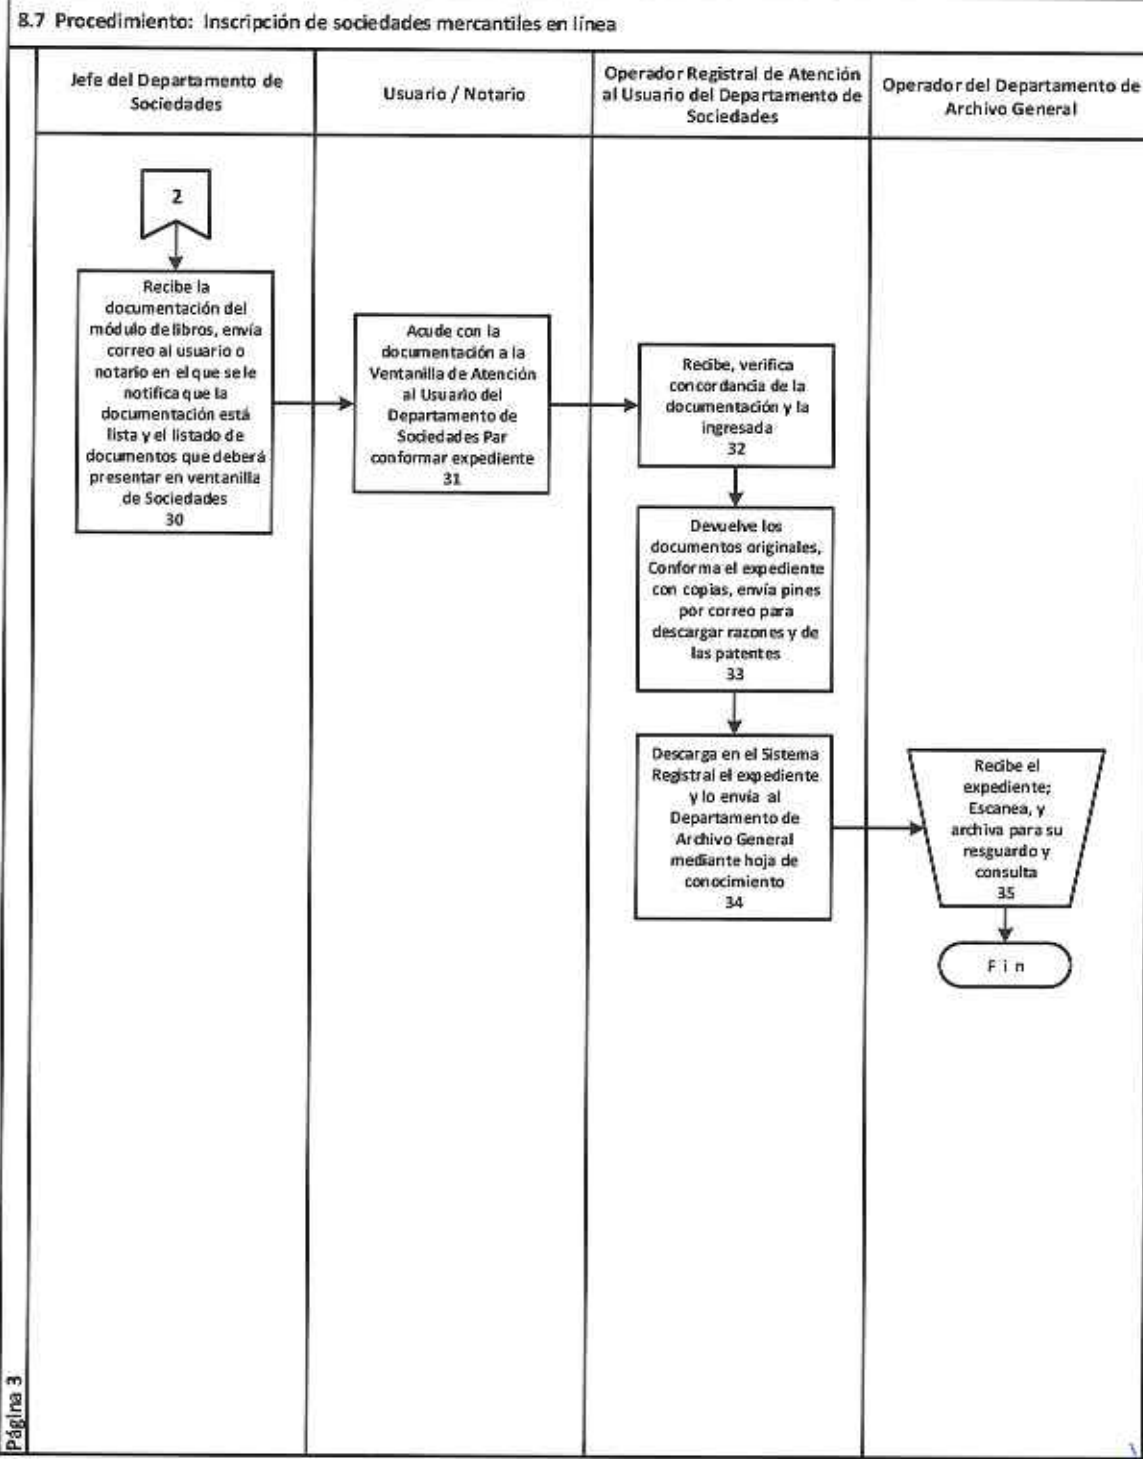 8.7 Procedimiento: Inscripción de sociedades mercantiles en línea
Jefe del Departamento de
Sociedades
Usuario / Notario
Operador Registral de Atención
al Usuario del Departamento de
Sociedades
Operador del Departamento de
Archivo General
2
Recibe la
documentación del
módulo de libros, envía
correo al usuario o
notario en el que se le
notifica que la
documentación está
lista y el listado de
documentos que deberá
presentar en ventanilla
de Sociedades
30
Acude con la
documentación a la
Ventanilla de Atención
al Usuario del
Departamento de
Sociedades Par
conformar expediente
31
Recibe, verifica
concordancia de la
documentación y la
ingresada
32
Devuelve los
documentos originales,
Conforma el expediente
con copias, envía pines
por correo para
descargar razones y de
las patentes
33
Descarga en el Sistema
Registral el expediente
y lo envía al
Departamento de
Archivo General
mediante hoja de
conocimiento
34
Recibe el
expediente;
Escanea, y
archiva para su
resguardo y
consulta
35
Fin
Página 3